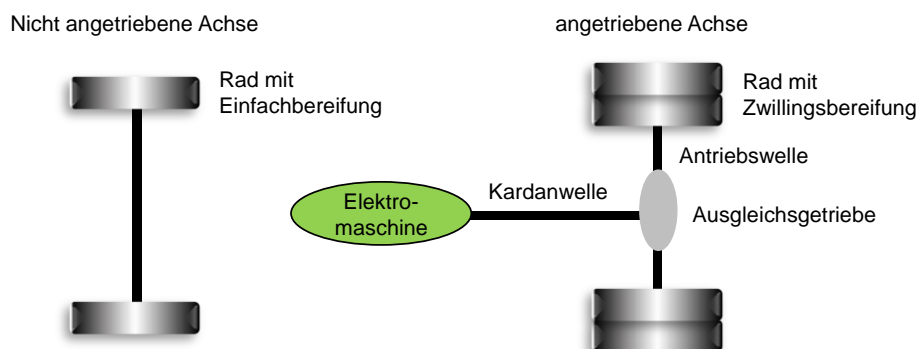 Nicht angetriebene Achse
angetriebene Achse
Rad mit
Einfachbereifung
Rad mit
Zwillingsbereifung
Antriebswelle
Kardanwelle
Elektro-
maschine
Ausgleichsgetriebe